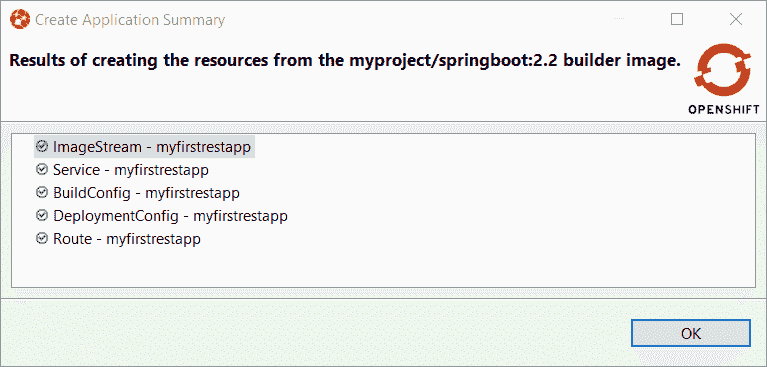 Create Application Summary
Results of creating the resources from the myproject/springboot:2.2 builder image.
OPENSHIFT
ImageStream - myfirstrestapp
Service - myfirstrestapp
BuildConfig - myfirstrestapp
DeploymentConfig - myfirstrestapp
Route - myfirstrestapp
OK